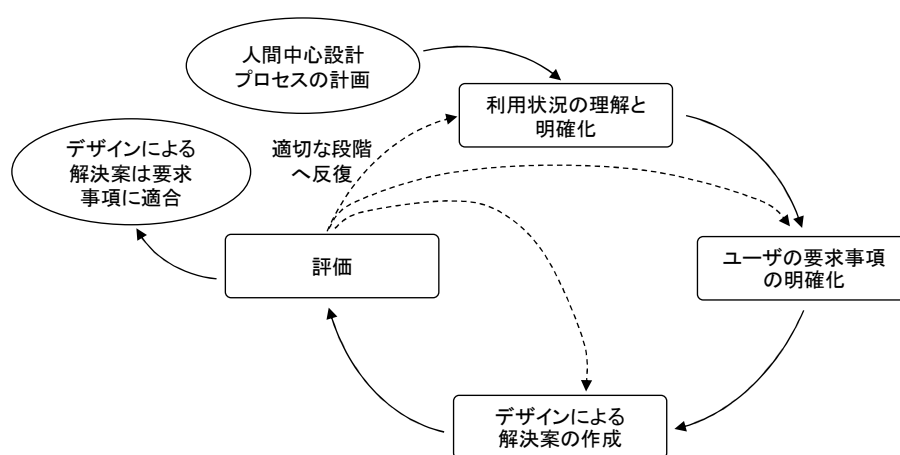 人間中心設計
プロセスの計画
利用状況の理解と
明確化
適切な段階
へ反復
デザインによる
解決案は要求
事項に適合
評価
ユーザの要求事項
の明確化
デザインによる
解決案の作成